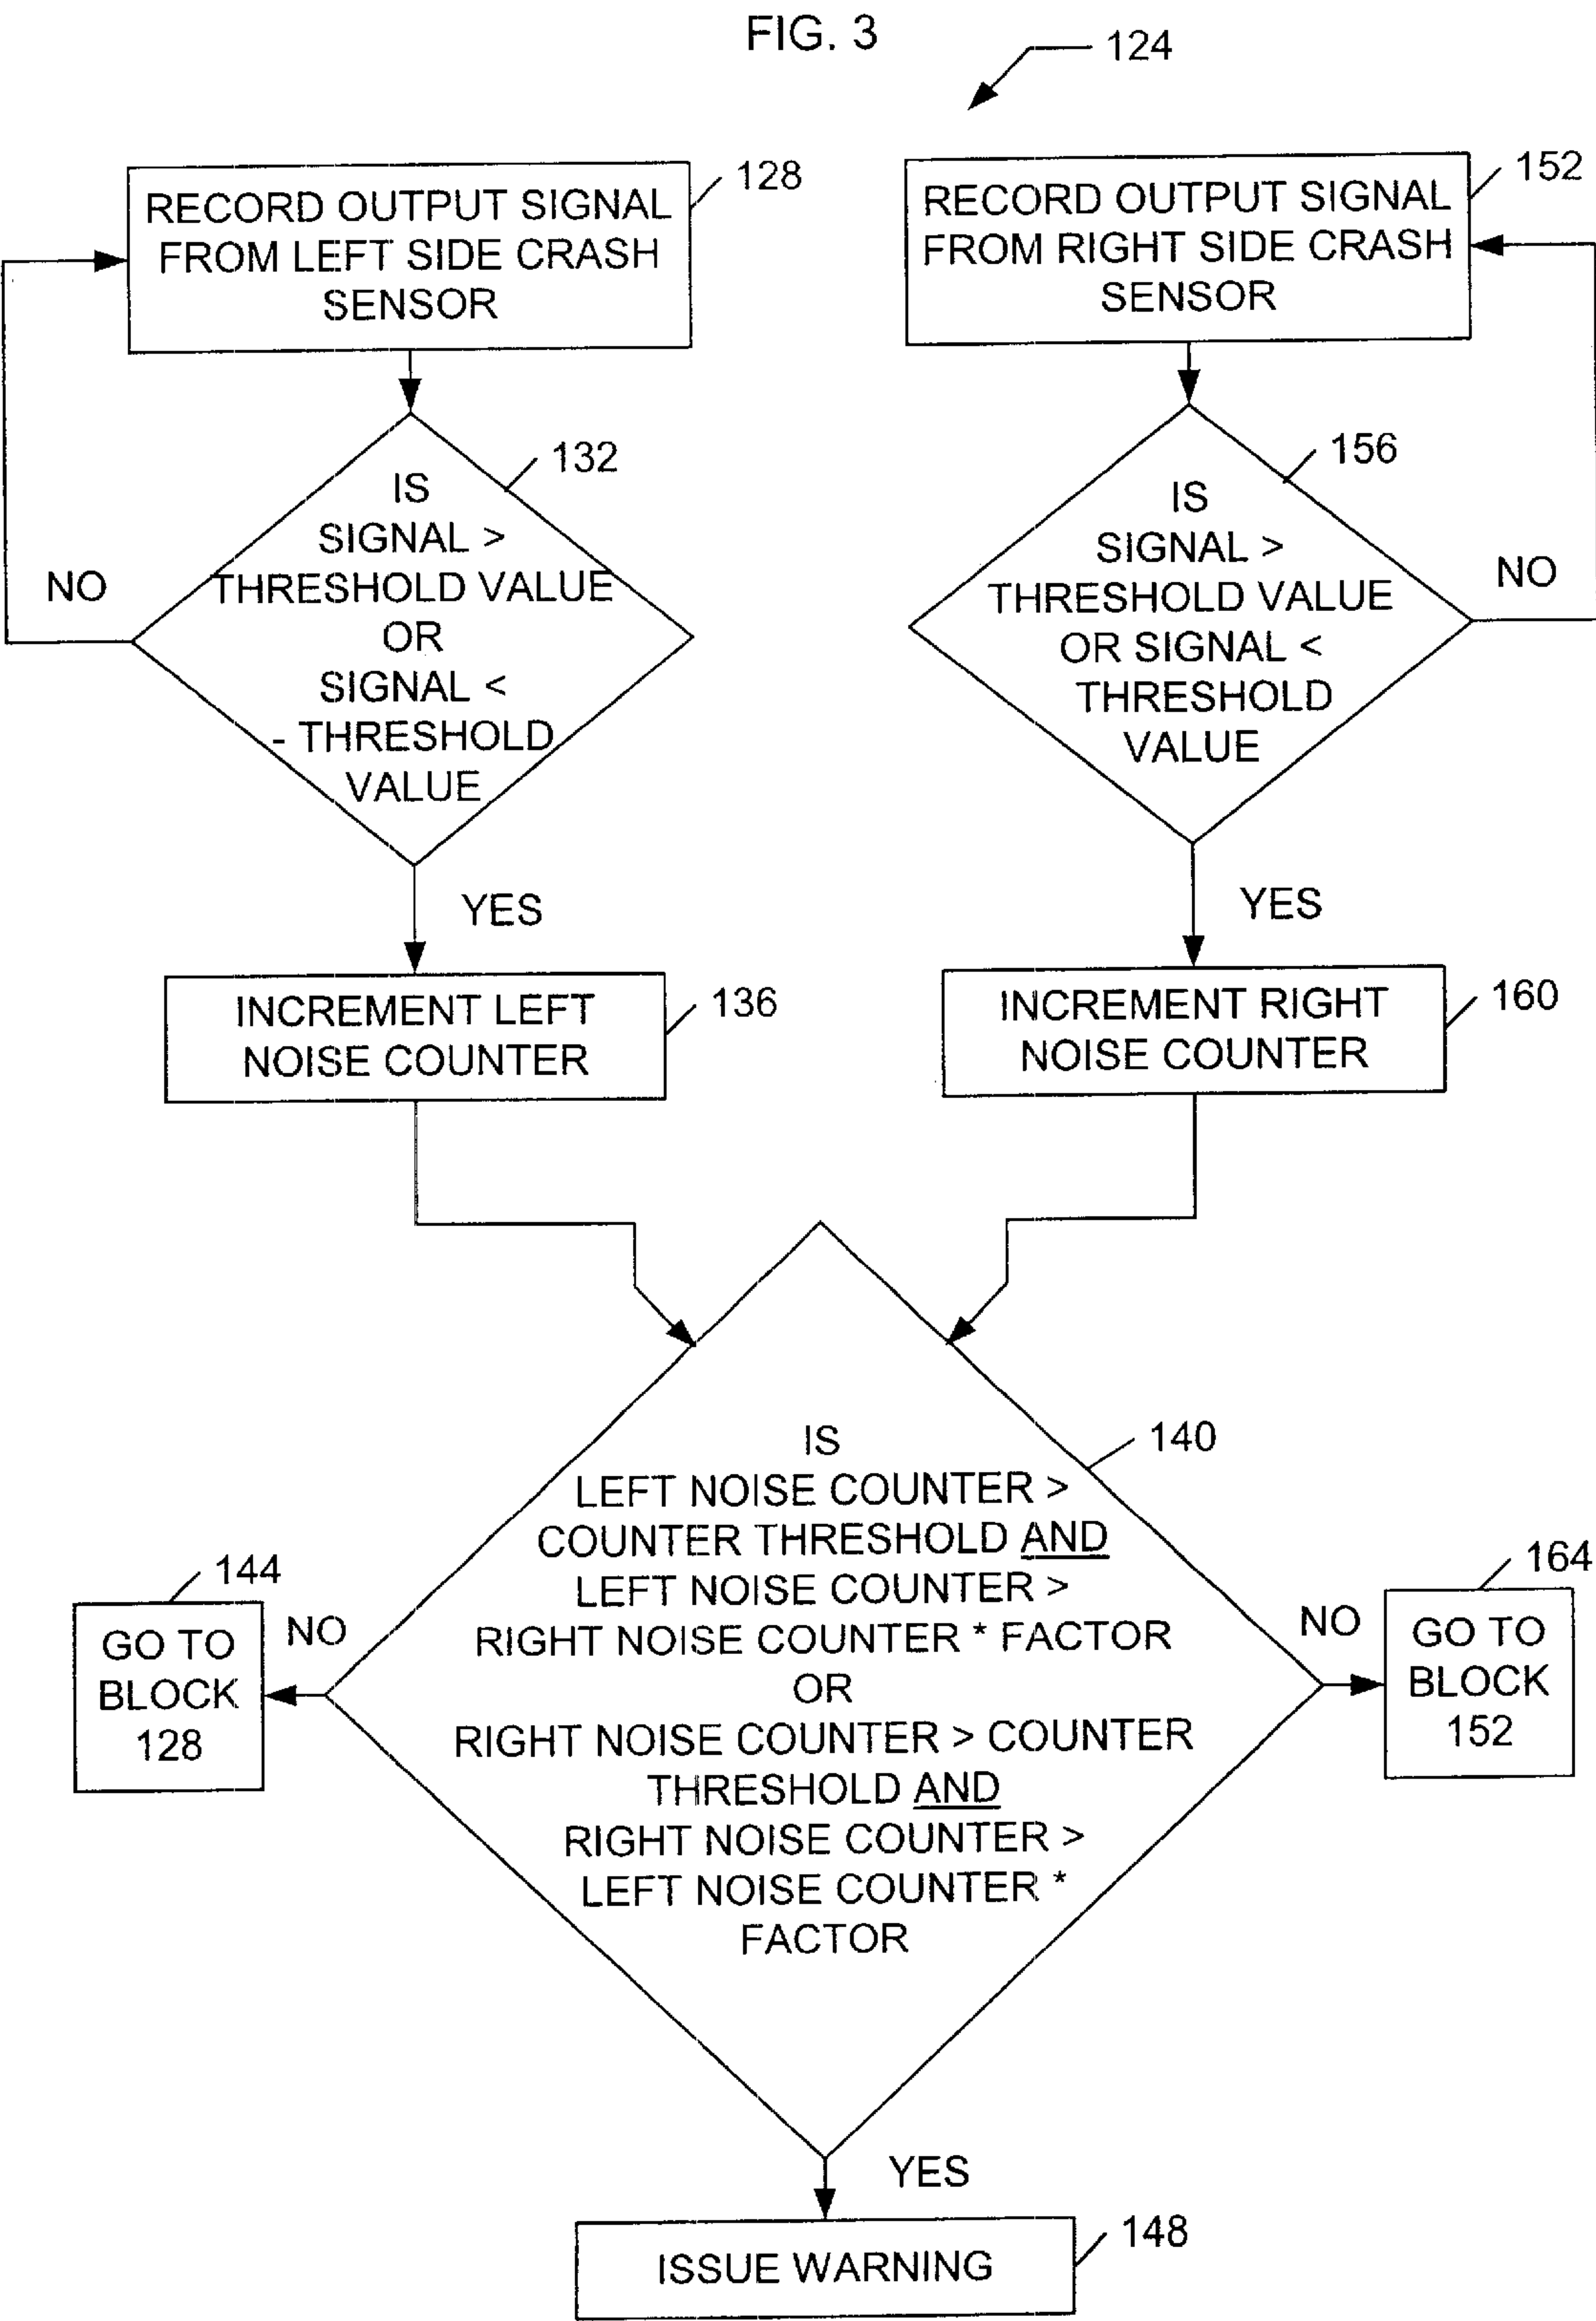 FIG. 3
124
RECORD OUTPUT SIGNAL
FROM LEFT SIDE CRASH
SENSOR
128
RECORD OUTPUT SIGNAL
FROM RIGHT SIDE CRASH
SENSOR
152
IS
SIGNAL >
THRESHOLD VALUE
OR
SIGNAL <
- THRESHOLD
VALUE
132
NO
YES
IS
SIGNAL >
THRESHOLD VALUE
OR SIGNAL <
THRESHOLD
VALUE
156
NO
YES
INCREMENT LEFT
NOISE COUNTER
136
INCREMENT RIGHT
NOISE COUNTER
160
IS
LEFT NOISE COUNTER >
COUNTER THRESHOLD AND
LEFT NOISE COUNTER >
RIGHT NOISE COUNTER * FACTOR
OR
RIGHT NOISE COUNTER > COUNTER
THRESHOLD AND
RIGHT NOISE COUNTER >
LEFT NOISE COUNTER *
FACTOR
140
144
GO TO
BLOCK
128
NO
NO
164
GO TO
BLOCK
152
YES
ISSUE WARNING
148